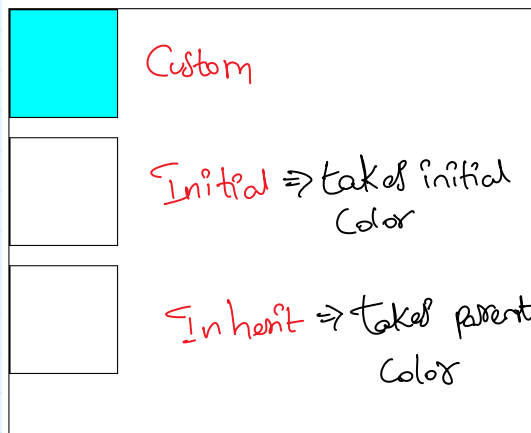 Custom
Initial => takes initial
Color
Inherit => takes parent
Color